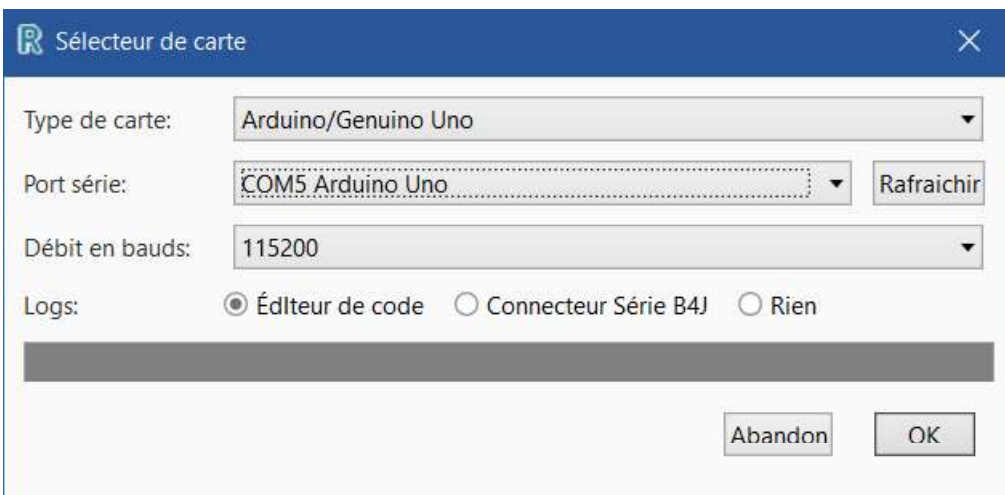 R Sélecteur de carte
Type de carte: Arduino/Genuino Uno
Port série: COM5 Arduino Uno Rafraichir
Débit en bauds: 115200
Logs: ÉdIteur de code Connecteur Série B4J Rien
Abandon OK